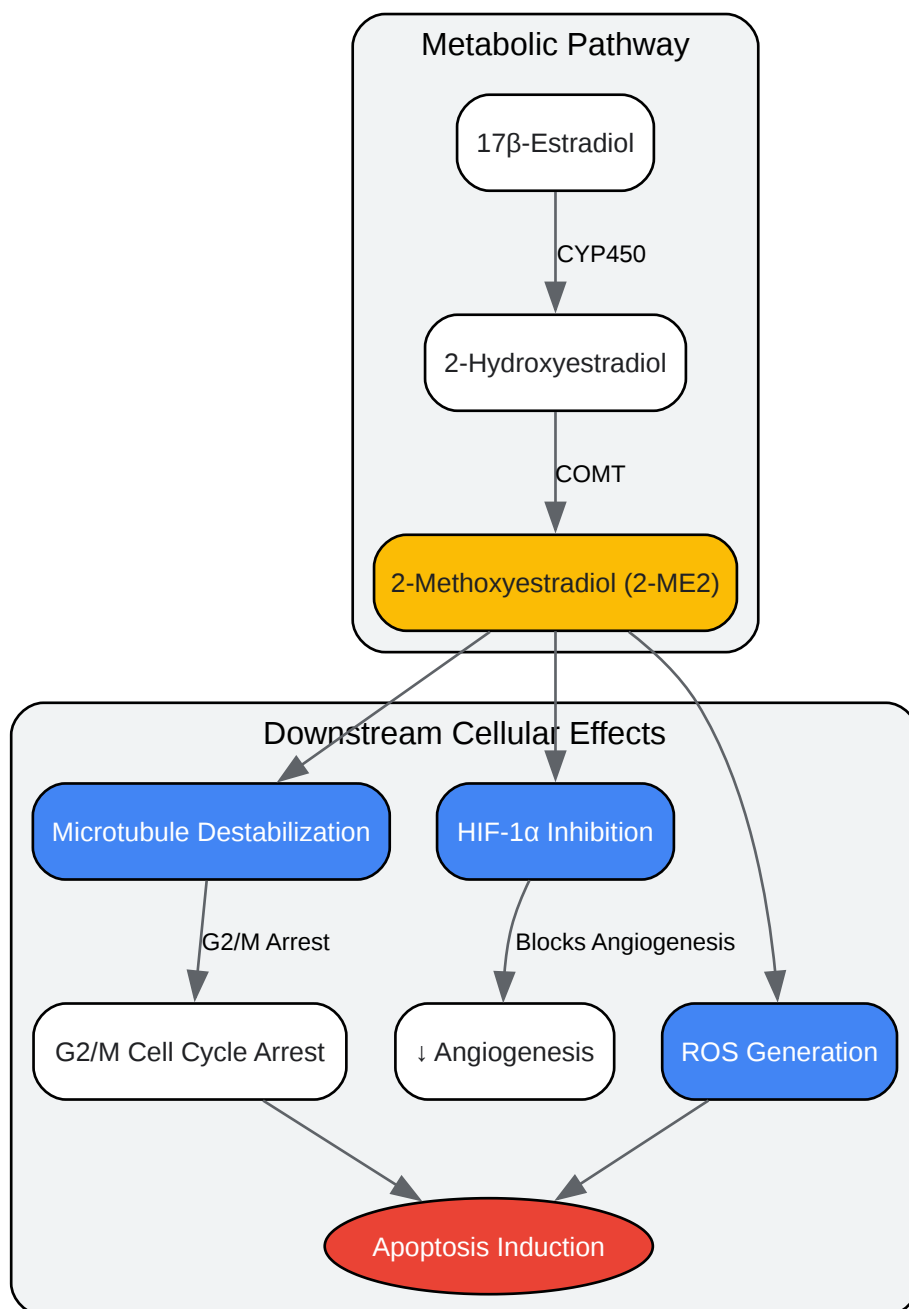 Metabolic Pathway
17β-Estradiol
CYP450
2-Hydroxyestradiol
COMT
2-Methoxyestradiol (2-ME2)
Downstream Cellular Effects
Microtubule Destabilization
HIF-1α Inhibition
G2/M Arrest
Blocks Angiogenesis
G2/M Cell Cycle Arrest
↓ Angiogenesis
ROS Generation
Apoptosis Induction